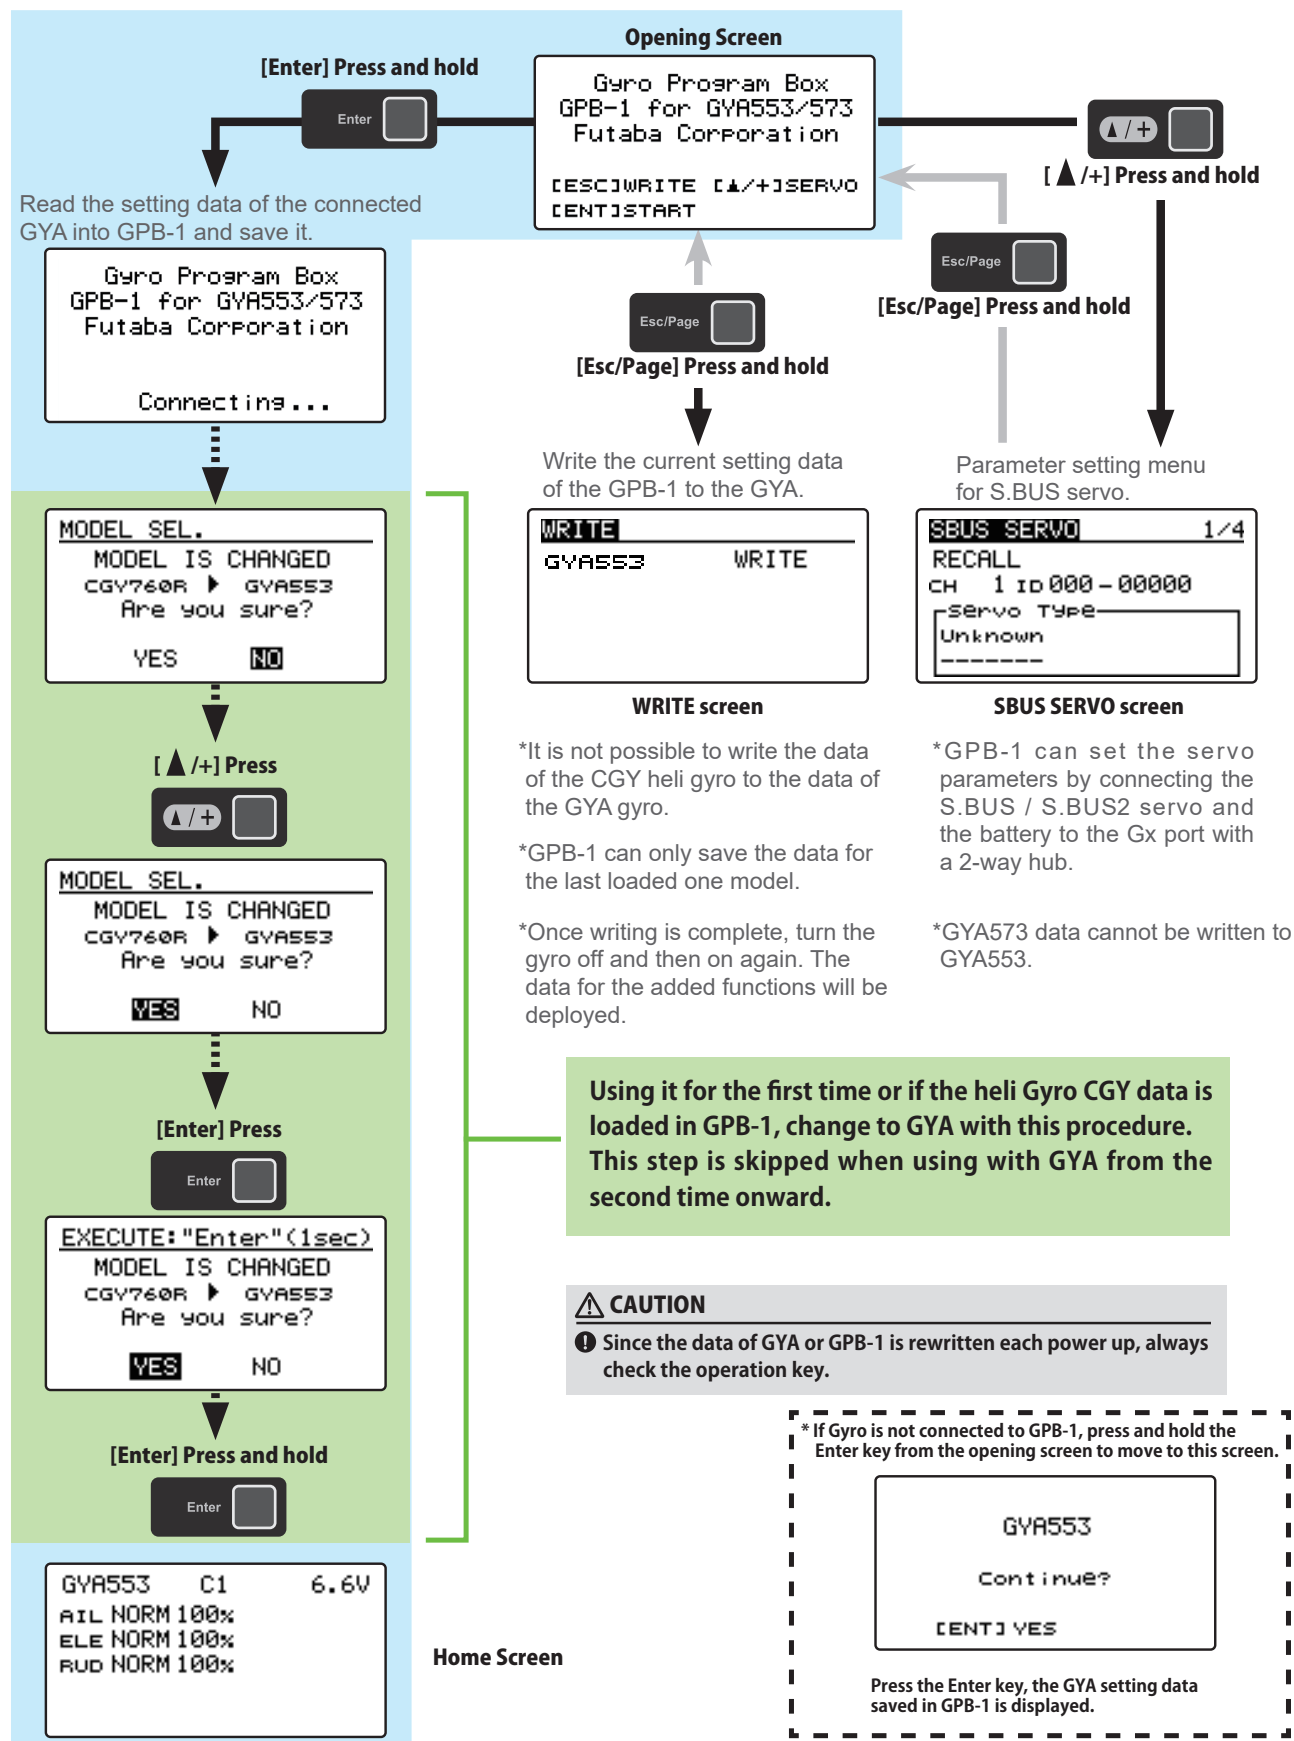 Opening Screen
[Enter] Press and hold
Enter
Gyro Program Box
GPB-1 for GYA553/573
Futaba Corporation
[ESC]WRITE [▲/+]SERVO
[ENT]START
▲/+
[ ▲/+] Press and hold
Read the setting data of the connected
GYA into GPB-1 and save it.
Gyro Program Box
GPB-1 for GYA553/573
Futaba Corporation
Connecting...
Esc/Page
[Esc/Page] Press and hold
Esc/Page
[Esc/Page] Press and hold
Write the current setting data
of the GPB-1 to the GYA.
WRITE
GYA553 WRITE
WRITE screen
Parameter setting menu
for S.BUS servo.
SBUS SERVO 1/4
RECALL
CH 1 ID 000-00000
Servo Type
Unknown
-------
SBUS SERVO screen
MODEL SEL.
MODEL IS CHANGED
CGY760R ▶ GYA553
Are you sure?
YES NO
[ ▲/+] Press
▲/+
MODEL SEL.
MODEL IS CHANGED
CGY760R ▶ GYA553
Are you sure?
YES NO
[Enter] Press
Enter
EXECUTE:"Enter"(1sec)
MODEL IS CHANGED
CGY760R ▶ GYA553
Are you sure?
YES NO
[Enter] Press and hold
Enter
GYA553 C1 6.6V
AIL NORM 100%
ELE NORM 100%
RUD NORM 100%
Home Screen
*It is not possible to write the data
of the CGY heli gyro to the data of
the GYA gyro.
*GPB-1 can only save the data for
the last loaded one model.
*Once writing is complete, turn the
gyro off and then on again. The
data for the added functions will be
deployed.
*GPB-1 can set the servo
parameters by connecting the
S.BUS / S.BUS2 servo and
the battery to the Gx port with
a 2-way hub.
*GYA573 data cannot be written to
GYA553.
Using it for the first time or if the heli Gyro CGY data is
loaded in GPB-1, change to GYA with this procedure.
This step is skipped when using with GYA from the
second time onward.
CAUTION
Since the data of GYA or GPB-1 is rewritten each power up, always
check the operation key.
* If Gyro is not connected to GPB-1, press and hold the
Enter key from the opening screen to move to this screen.
GYA553
Continue?
[ENT] YES
Press the Enter key, the GYA setting data
saved in GPB-1 is displayed.